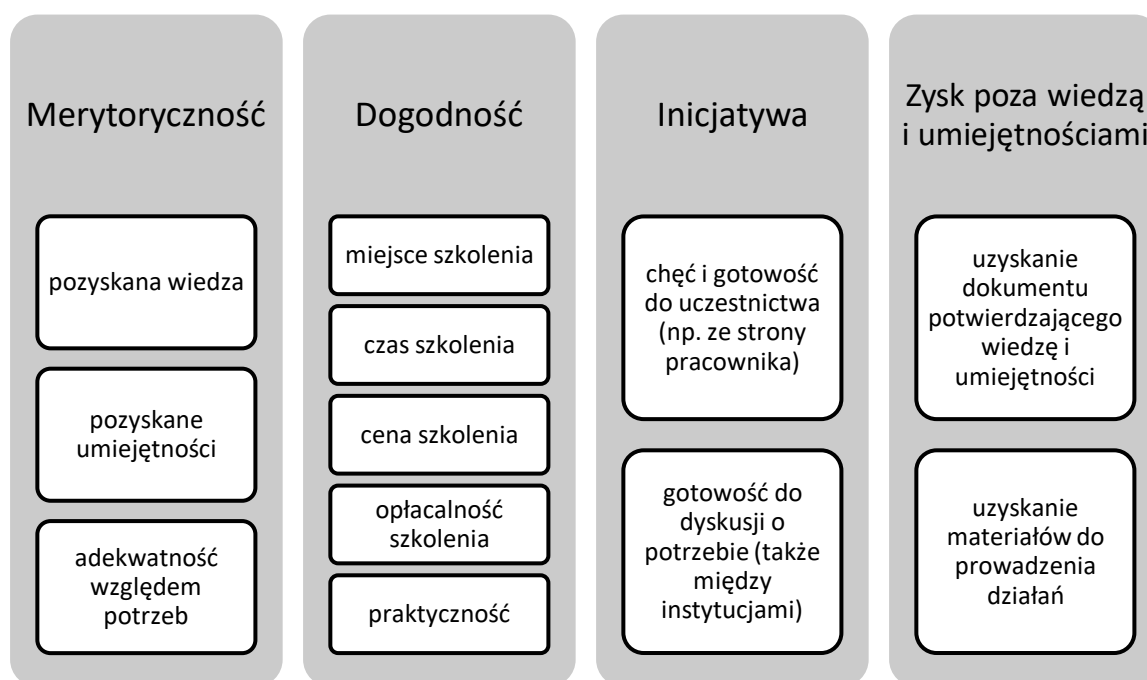 Merytoryczność
pozyskana wiedza
pozyskane
umiejętności
adekwatność
względem
potrzeb
Dogodność
miejsce szkolenia
czas szkolenia
cena szkolenia
opłacalność
szkolenia
praktyczność
Inicjatywa
chęć i gotowość
do uczestnictwa
(np. ze strony
pracownika)
gotowość do
dyskusji o
potrzebie (także
między
instytucjami)
Zysk poza wiedzą
i umiejętnościami
uzyskanie
dokumentu
potwierdzającego
wiedzę i
umiejętności
uzyskanie
materiałów do
prowadzenia
działań